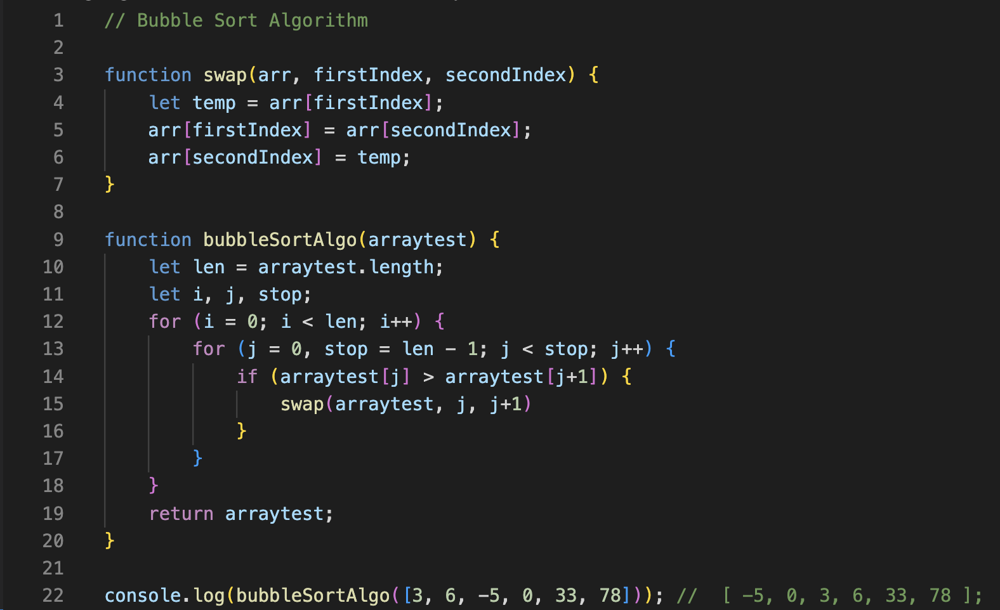 1 // Bubble Sort Algorithm
2
3 function swap(arr, firstIndex, secondIndex) {
4     let temp = arr[firstIndex];
5     arr[firstIndex] = arr[secondIndex];
6     arr[secondIndex] = temp;
7 }
8
9 function bubbleSortAlgo(arraytest) {
10     let len = arraytest.length;
11     let i, j, stop;
12     for (i = 0; i < len; i++) {
13         for (j = 0, stop = len - 1; j < stop; j++) {
14             if (arraytest[j] > arraytest[j+1]) {
15                 swap(arraytest, j, j+1)
16             }
17         }
18     }
19     return arraytest;
20 }
21
22 console.log(bubbleSortAlgo([3, 6, -5, 0, 33, 78])); //  [ -5, 0, 3, 6, 33, 78 ];